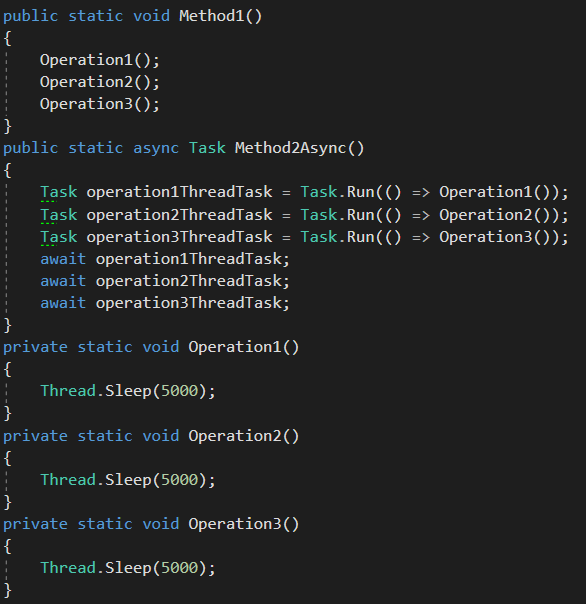 public static void Method1()
{
Operation1();
Operation2();
Operation3();
}
public static async Task Method2Async()
{
Task operation1ThreadTask = Task.Run(() => Operation1());
Task operation2ThreadTask = Task.Run(() => Operation2());
Task operation3ThreadTask = Task.Run(() => Operation3());
await operation1ThreadTask;
await operation2ThreadTask;
await operation3ThreadTask;
}
private static void Operation1()
{
Thread.Sleep(5000);
}
private static void Operation2()
{
Thread.Sleep(5000);
}
private static void Operation3()
{
Thread.Sleep(5000);
}